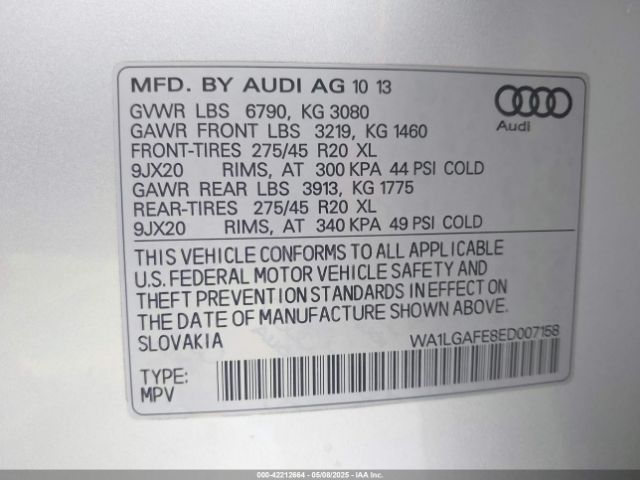 MFD. BY AUDI AG 10 13
GVWR LBS 6790, KG 3080
GAWR FRONT LBS 3219, KG 1460
FRONT-TIRES 275/45 R20 XL
9JX20 RIMS, AT 300 KPA 44 PSI COLD
GAWR REAR LBS 3913, KG 1775
REAR-TIRES 275/45 R20 XL
9JX20 RIMS, AT 340 KPA 49 PSI COLD
Audi
THIS VEHICLE CONFORMS TO ALL APPLICABLE
U.S. FEDERAL MOTOR VEHICLE SAFETY AND
THEFT PREVENTION STANDARDS IN EFFECT ON
THE DATE OF MANUFACTURE SHOWN ABOVE.
SLOVAKIA
WA1LGAFE8ED007158
TYPE:
MPV
000-42212664 - 05/08/2025 - IAA Inc.